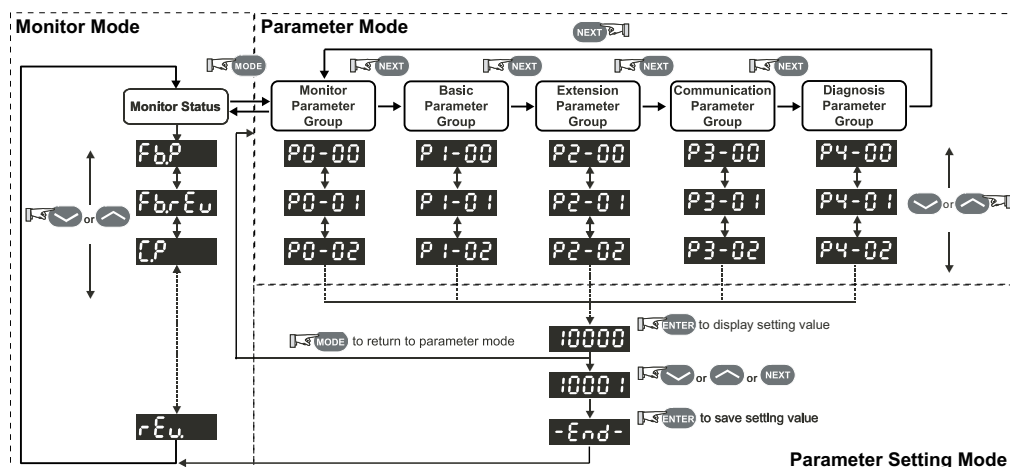 Monitor Mode
Parameter Mode
NEXT
MODE
NEXT
NEXT
NEXT
NEXT
Monitor Status
Monitor
Parameter
Group
Basic
Parameter
Group
Extension
Parameter
Group
Communication
Parameter
Group
Diagnosis
Parameter
Group
Fb.P
P0-00
P1-00
P2-00
P3-00
P4-00
or
Fb.rEu
P0-01
P1-01
P2-01
P3-01
P4-01
or
C.P
P0-02
P1-02
P2-02
P3-02
P4-02
10000
ENTER to display setting value
MODE to return to parameter mode
10001
or or NEXT
rEu.
-End-
ENTER to save setting value
Parameter Setting Mode